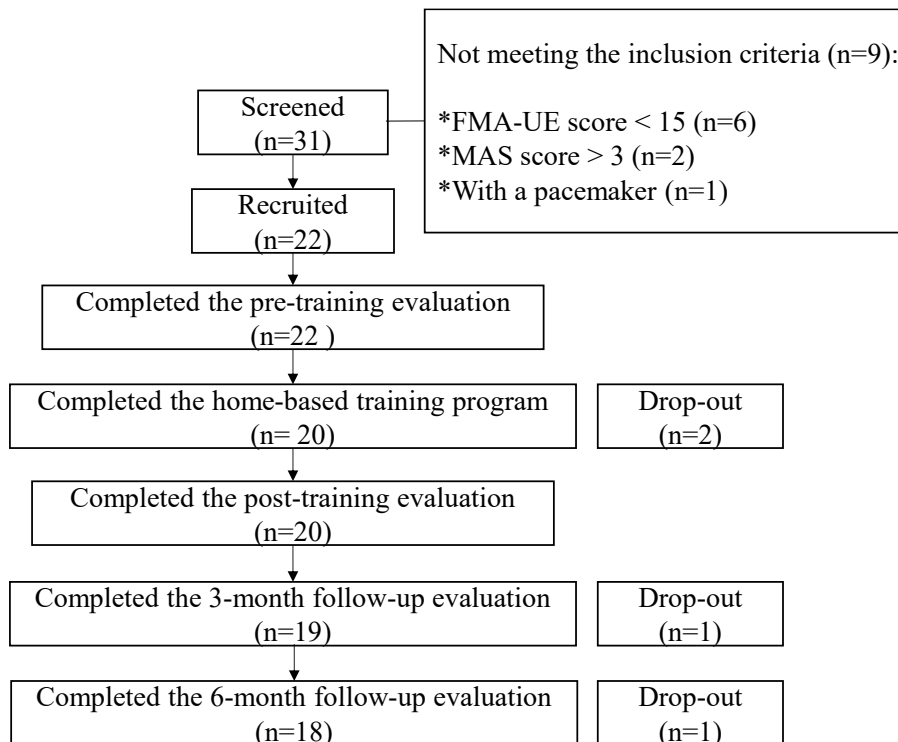 Not meeting the inclusion criteria (n=9):
*FMA-UE score < 15 (n=6)
*MAS score > 3 (n=2)
*With a pacemaker (n=1)
Screened
(n=31)
Recruited
(n=22)
Completed the pre-training evaluation
(n=22 )
Completed the home-based training program
(n= 20)
Drop-out
(n=2)
Completed the post-training evaluation
(n=20)
Completed the 3-month follow-up evaluation
(n=19)
Drop-out
(n=1)
Completed the 6-month follow-up evaluation
(n=18)
Drop-out
(n=1)